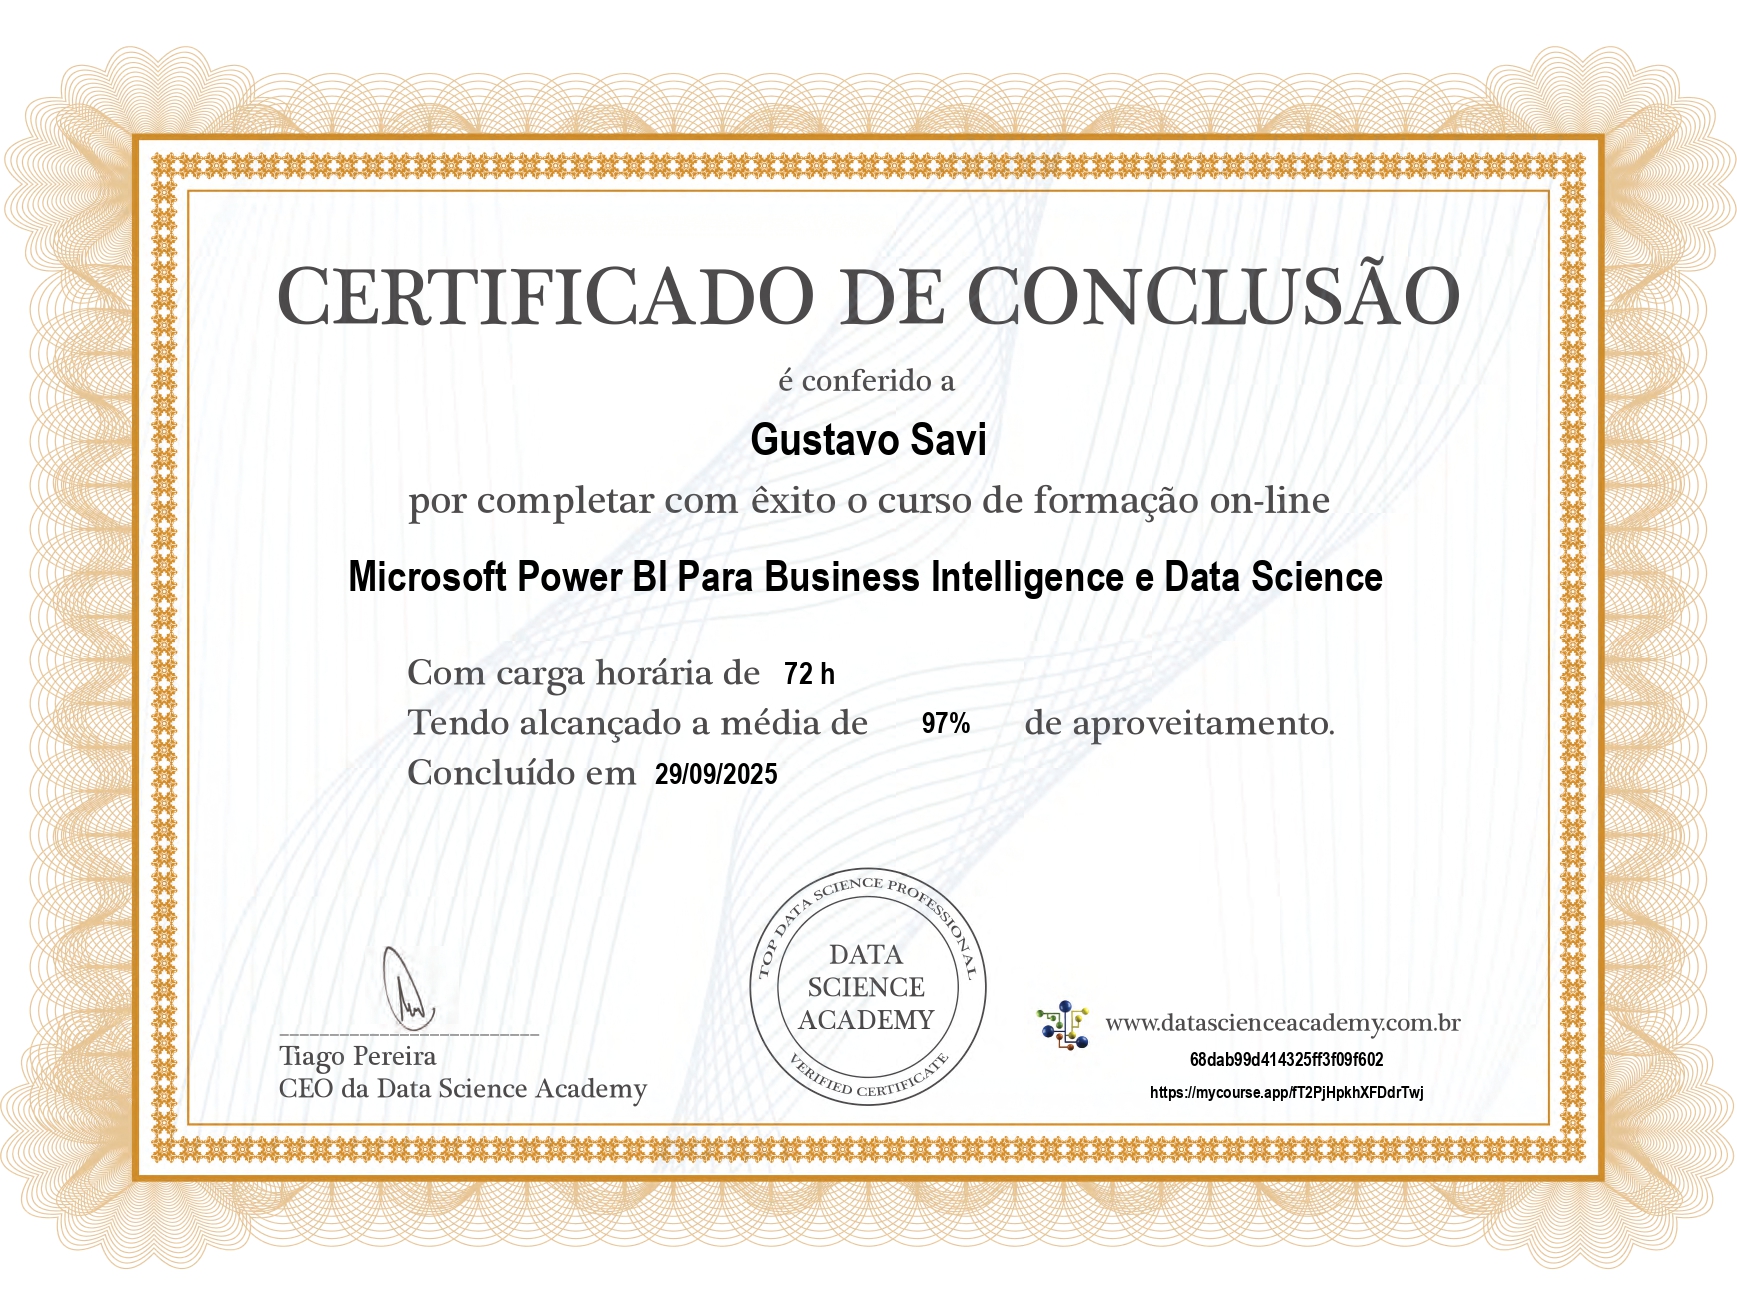 CERTIFICADO DE CONCLUSÃO
é conferido a
Gustavo Savi
por completar com êxito o curso de formação on-line
Microsoft Power BI Para Business Intelligence e Data Science
Com carga horária de 72 h
Tendo alcançado a média de 97% de aproveitamento.
Concluído em 29/09/2025
Tiago Pereira
CEO da Data Science Academy
TOP DATA SCIENCE PROFESSIONAL
DATA
SCIENCE
ACADEMY
VERIFIED CERTIFICATE
www.datascienceacademy.com.br
68dab99d414325ff3f09f602
https://mycourse.app/fT2PjHpkhXFDdrTwj